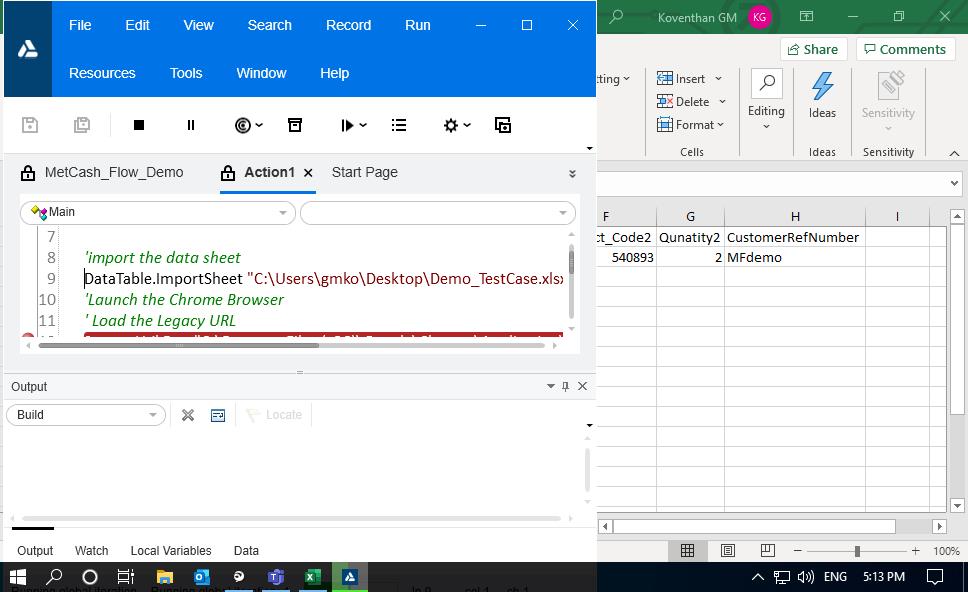 File Edit View Search Record Run
Resources Tools Window Help
MetCash_Flow_Demo Action1 Start Page
Main
7
8 'import the data sheet
9 DataTable.ImportSheet "C:\Users\gmko\Desktop\Demo_TestCase.xlsx
10 'Launch the Chrome Browser
11 ' Load the Legacy URL
Output
Build Locate
Output Watch Local Variables Data
Koventhan GM KG
Share Comments
ting Insert Editing Ideas Sensitivity
Delete
Format
Cells Ideas Sensitivity
F G H I
ct_Code2 Qunatity2 CustomerRefNumber
540893 2 MFdemo
100%
ENG 5:13 PM